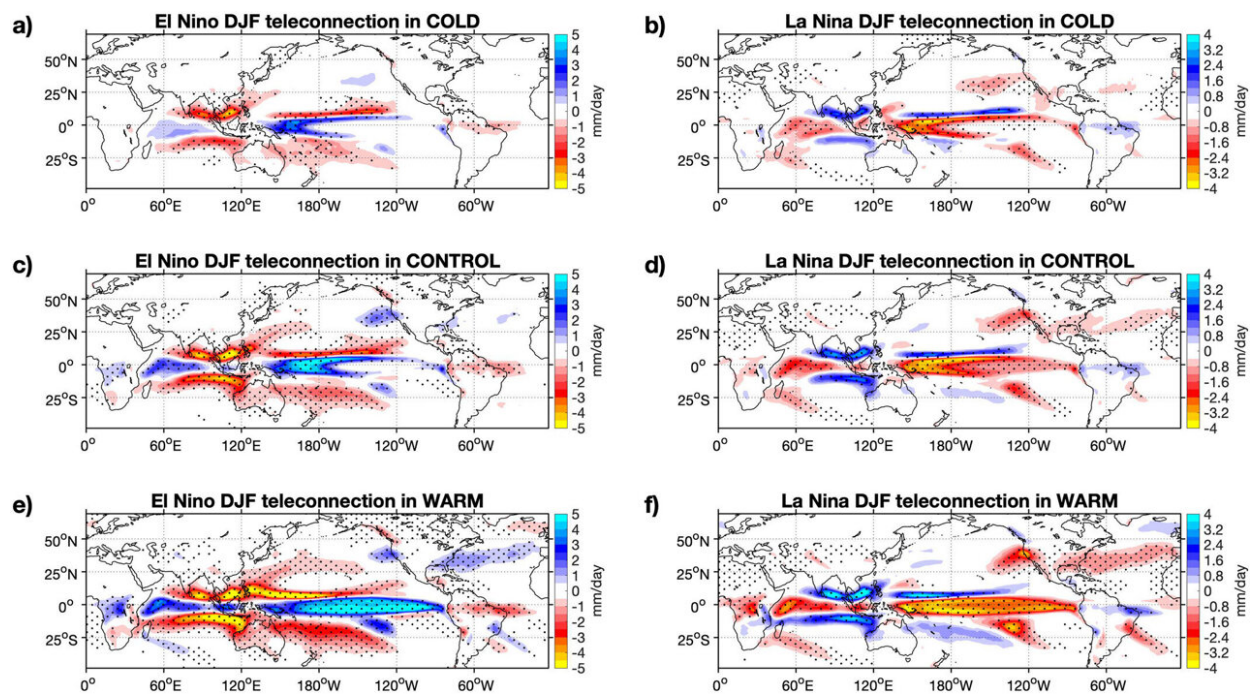 a) El Nino DJF teleconnection in COLD
50°N
25°N
0°
25°S
0° 60°E 120°E 180°W 120°W 60°W
5
4
3
2
1
0
-1
-2
-3
-4
-5
mm/day
b) La Nina DJF teleconnection in COLD
50°N
25°N
0°
25°S
0° 60°E 120°E 180°W 120°W 60°W
4
3.2
2.4
1.6
0.8
0
-0.8
-1.6
-2.4
-3.2
-4
mm/day
c) El Nino DJF teleconnection in CONTROL
50°N
25°N
0°
25°S
0° 60°E 120°E 180°W 120°W 60°W
5
4
3
2
1
0
-1
-2
-3
-4
-5
mm/day
d) La Nina DJF teleconnection in CONTROL
50°N
25°N
0°
25°S
0° 60°E 120°E 180°W 120°W 60°W
4
3.2
2.4
1.6
0.8
0
-0.8
-1.6
-2.4
-3.2
-4
mm/day
e) El Nino DJF teleconnection in WARM
50°N
25°N
0°
25°S
0° 60°E 120°E 180°W 120°W 60°W
5
4
3
2
1
0
-1
-2
-3
-4
-5
mm/day
f) La Nina DJF teleconnection in WARM
50°N
25°N
0°
25°S
0° 60°E 120°E 180°W 120°W 60°W
4
3.2
2.4
1.6
0.8
0
-0.8
-1.6
-2.4
-3.2
-4
mm/day